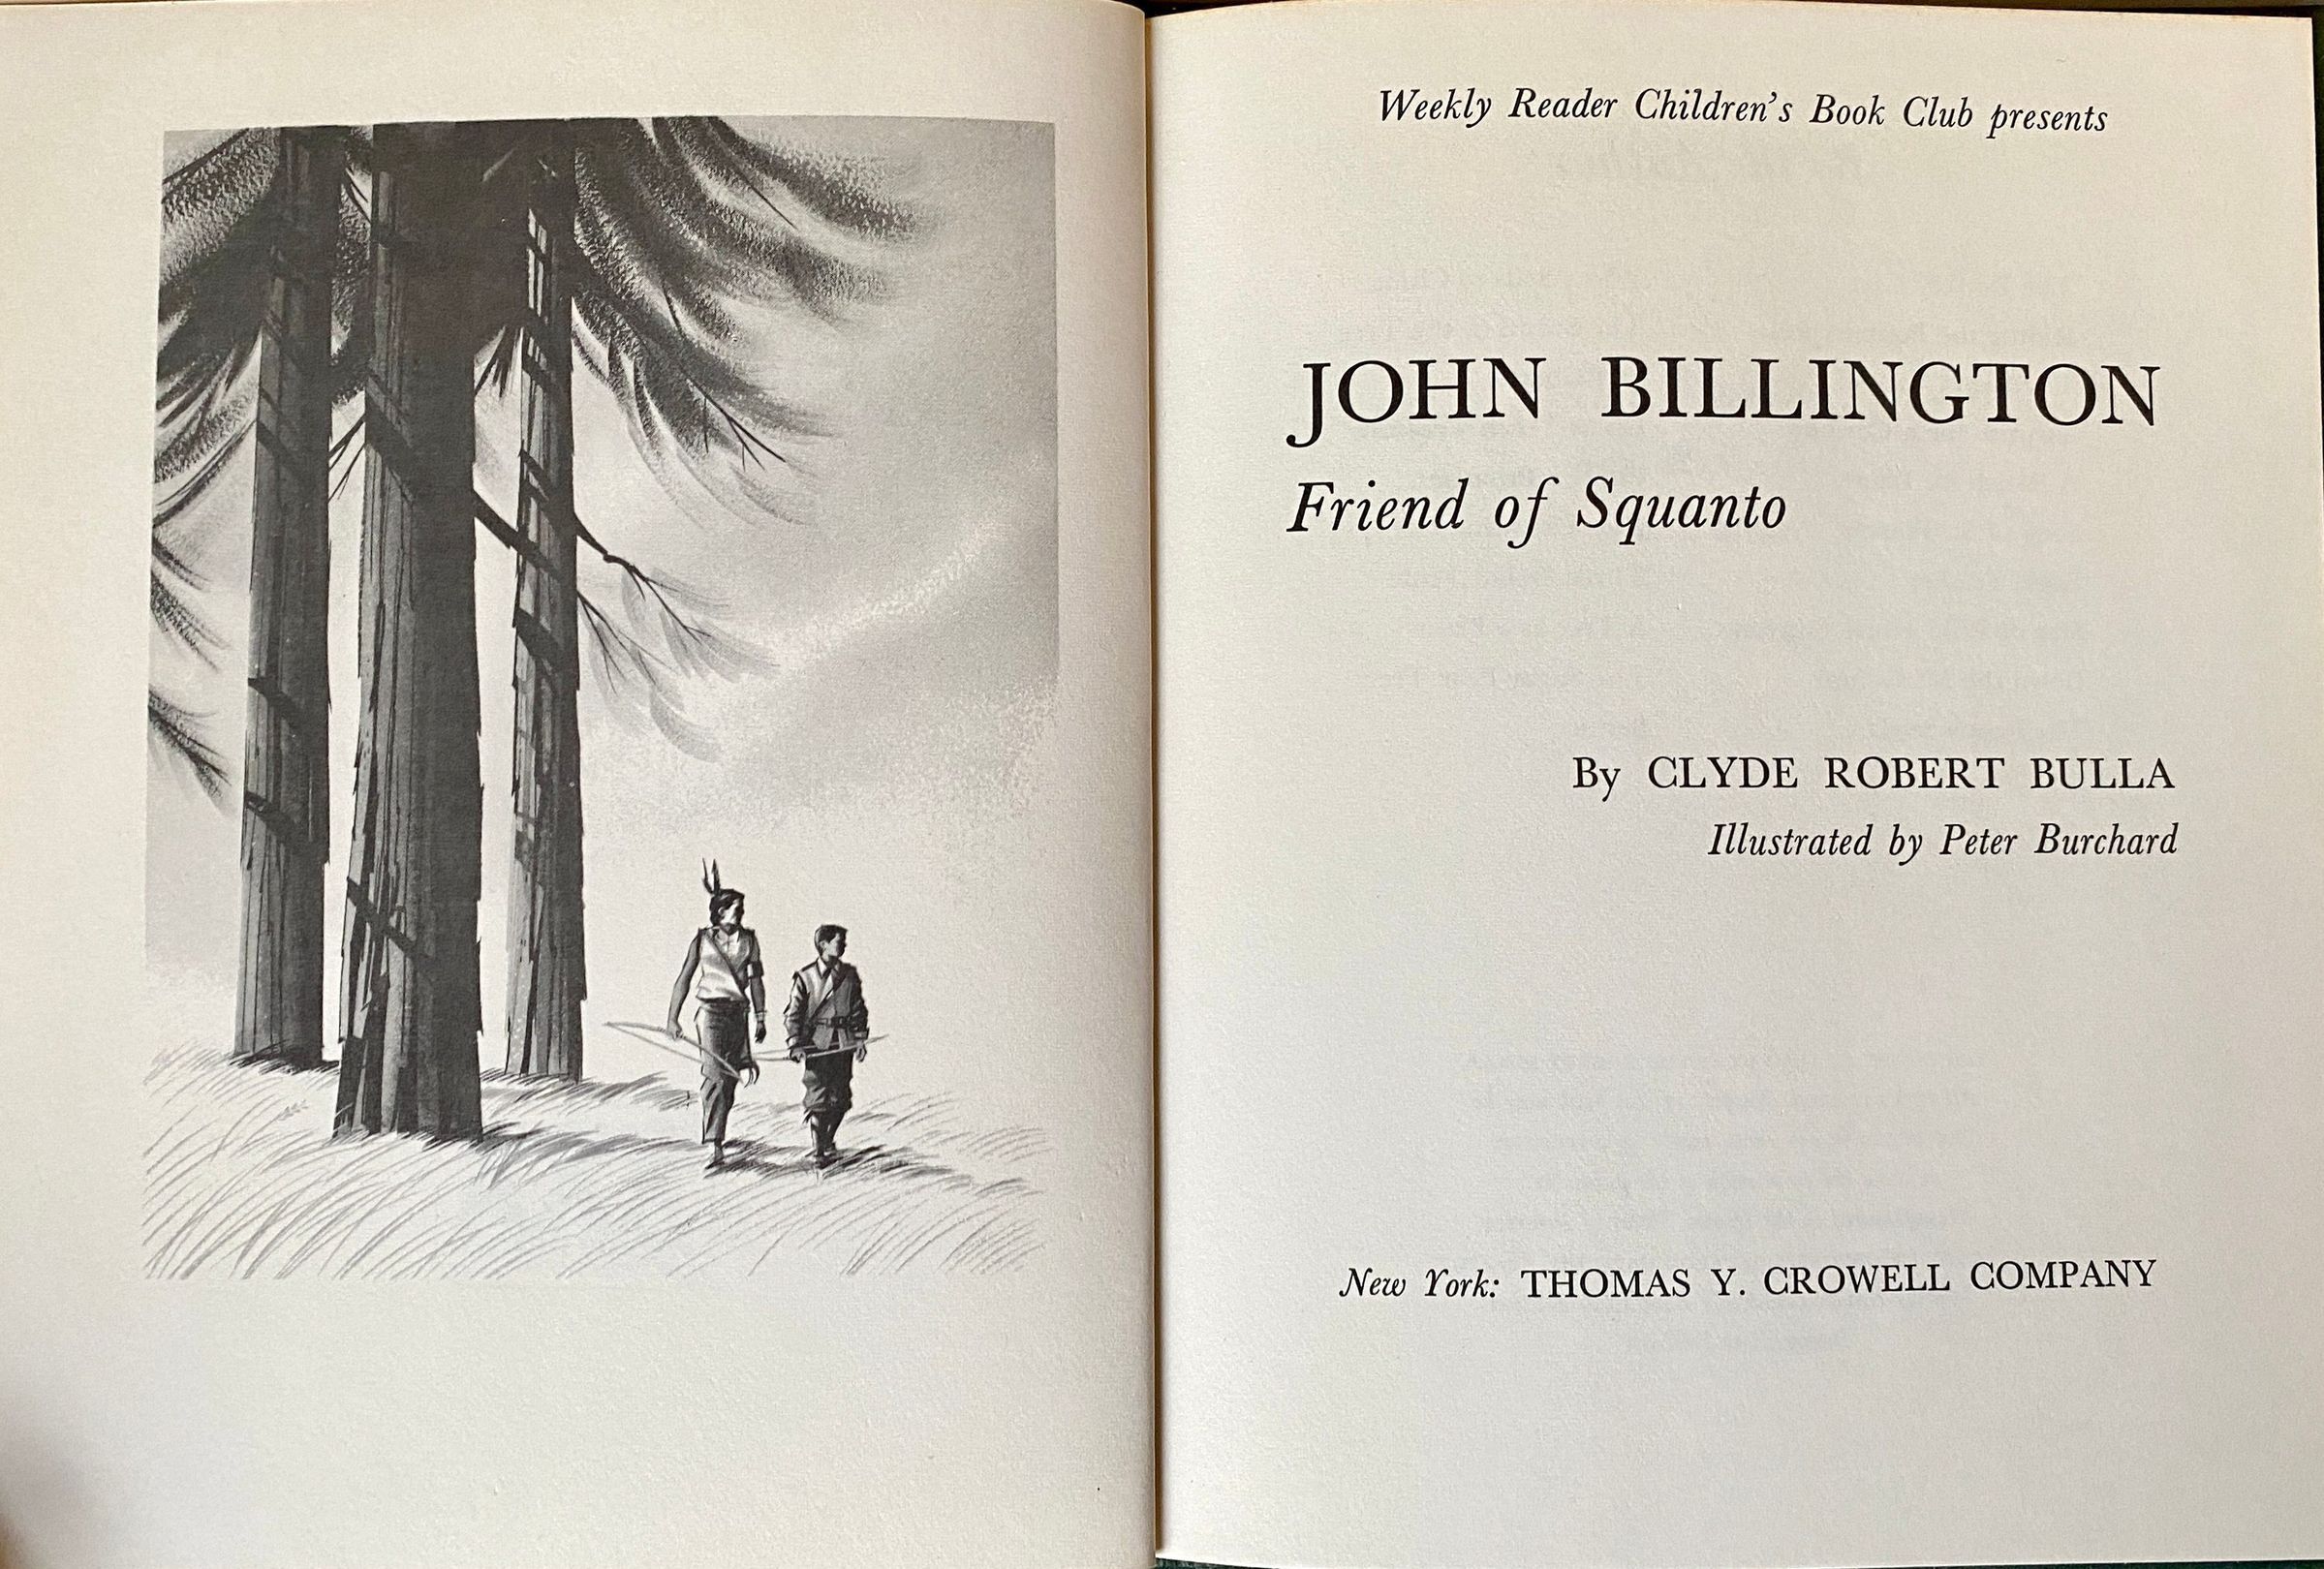 Weekly Reader Children's Book Club presents
JOHN BILLINGTON
Friend of Squanto
By CLYDE ROBERT BULLA
Illustrated by Peter Burchard
New York: THOMAS Y. CROWELL COMPANY